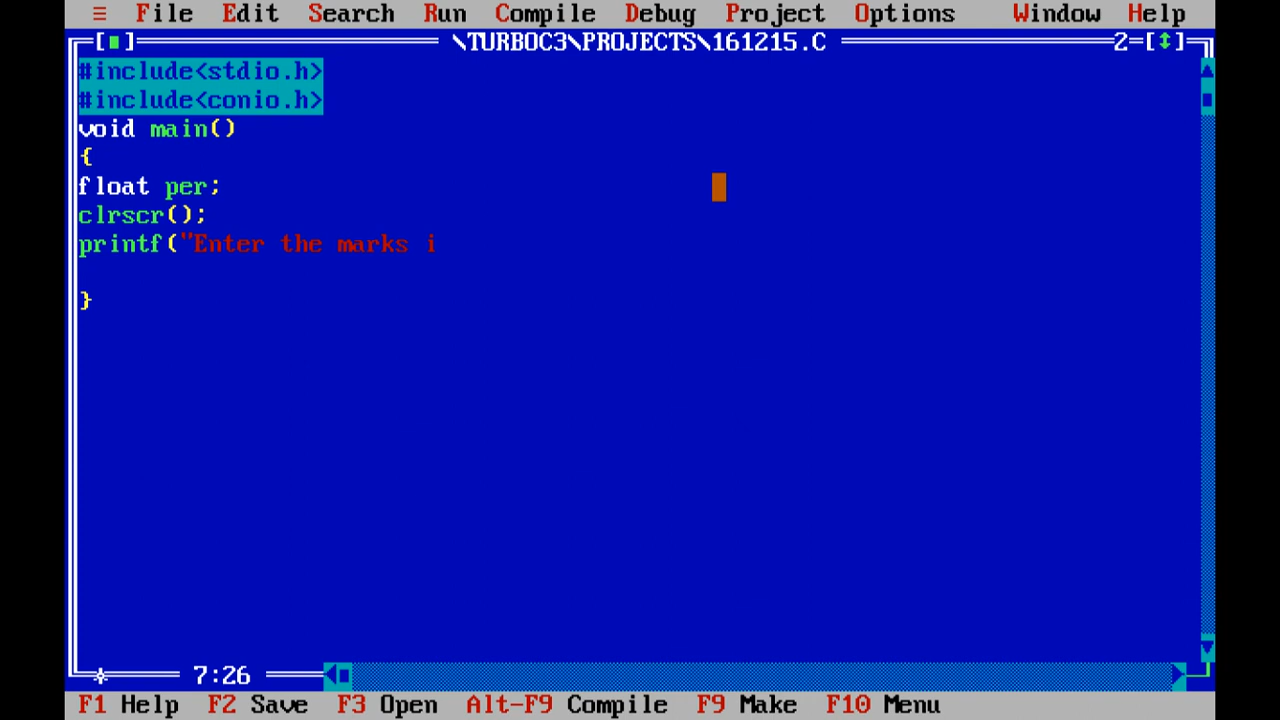 ≡ File Edit Search Run Compile Debug Project Options Window Help
[■] \TURBOC3\PROJECTS\161215.C 2=[↕]
#include<stdio.h>
#include<conio.h>
void main()
{
float per;
clrscr();
printf("Enter the marks i
}
7:26
F1 Help F2 Save F3 Open Alt-F9 Compile F9 Make F10 Menu